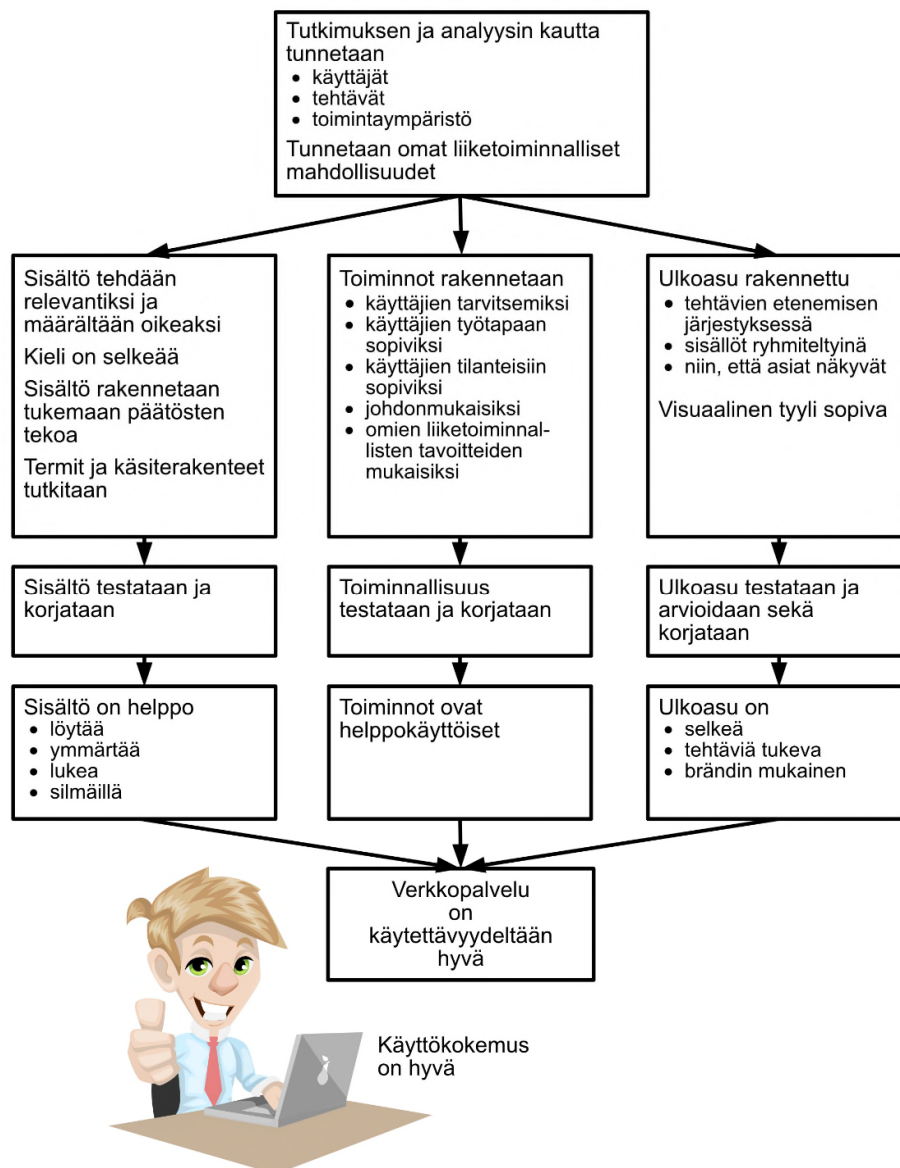 Tutkimuksen ja analyysin kautta
tunnetaan
• käyttäjät
• tehtävät
• toimintaympäristö
Tunnetaan omat liiketoiminnalliset
mahdollisuudet
Sisältö tehdään
relevantiksi ja
määrältään oikeaksi
Kieli on selkeää
Sisältö rakennetaan
tukemaan päätösten
tekoa
Termit ja käsiterakenteet
tutkitaan
Toiminnot rakennetaan
• käyttäjien tarvitsemiksi
• käyttäjien työtapaan
sopiviksi
• käyttäjien tilanteisiin
sopiviksi
• johdonmukaisiksi
• omien liiketoiminnal-
listen tavoitteiden
mukaisiksi
Ulkoasu rakennettu
• tehtävien etenemisen
järjestyksessä
• sisällöt ryhmiteltyinä
• niin, että asiat näkyvät
Visuaalinen tyyli sopiva
Sisältö testataan ja
korjataan
Toiminnallisuus
testataan ja korjataan
Ulkoasu testataan ja
arvioidaan sekä
korjataan
Sisältö on helppo
• löytää
• ymmärtää
• lukea
• silmäillä
Toiminnot ovat
helppokäyttöiset
Ulkoasu on
• selkeä
• tehtäviä tukeva
• brändin mukainen
Verkkopalvelu
on
käytettävyydeltään
hyvä
Käyttökokemus
on hyvä